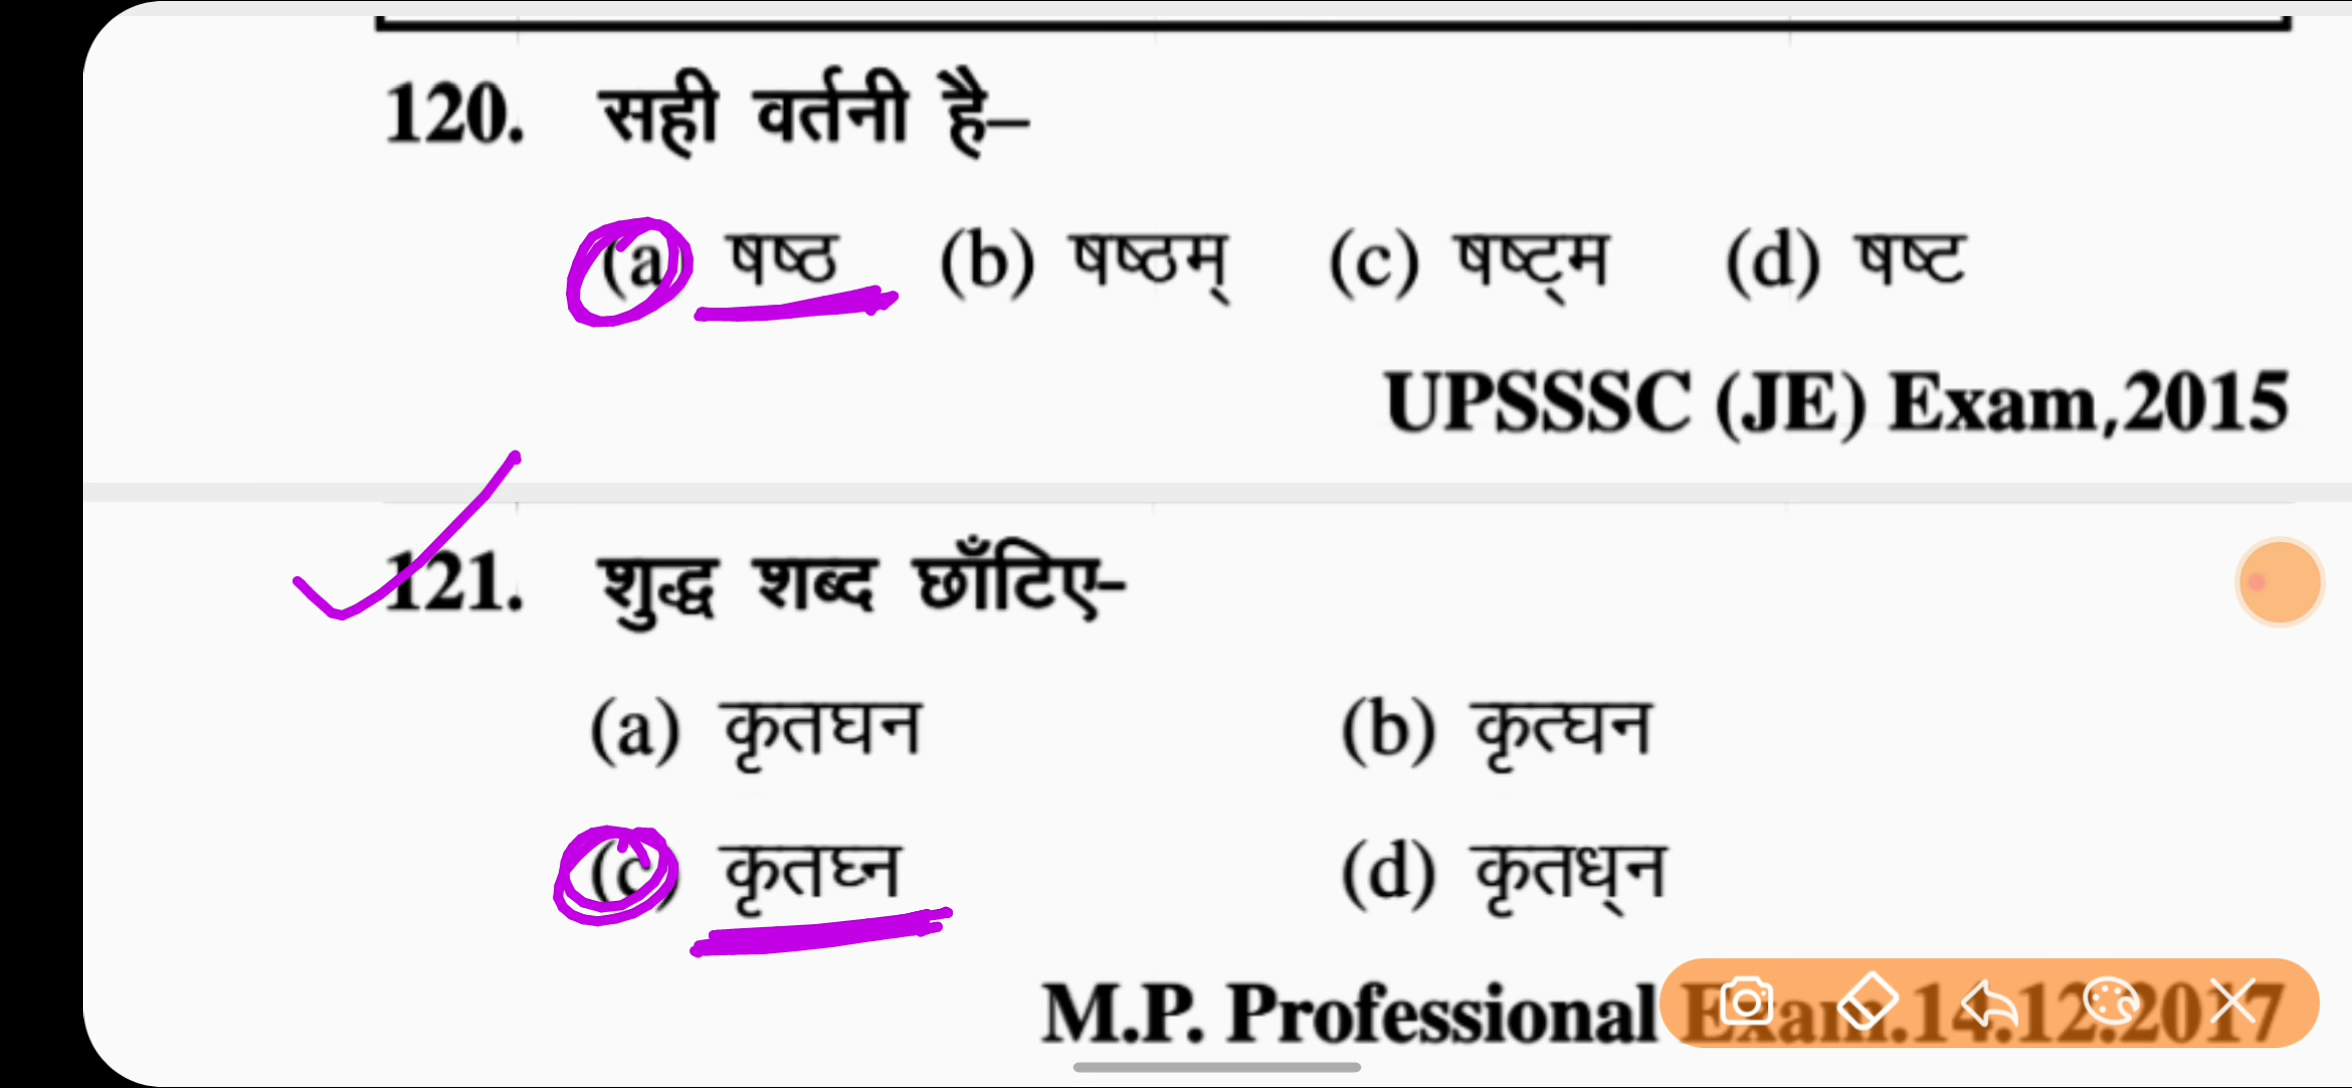 120. सही वर्तनी है–
(a) षष्ठ (b) षष्ठम् (c) षष्ट्म (d) षष्ट
UPSSSC (JE) Exam,2015
121. शुद्ध शब्द छाँटिए-
(a) कृतघन (b) कृत्घन
(c) कृतघ्न (d) कृतध्‌न
M.P. Professional Exam.14.12.2017